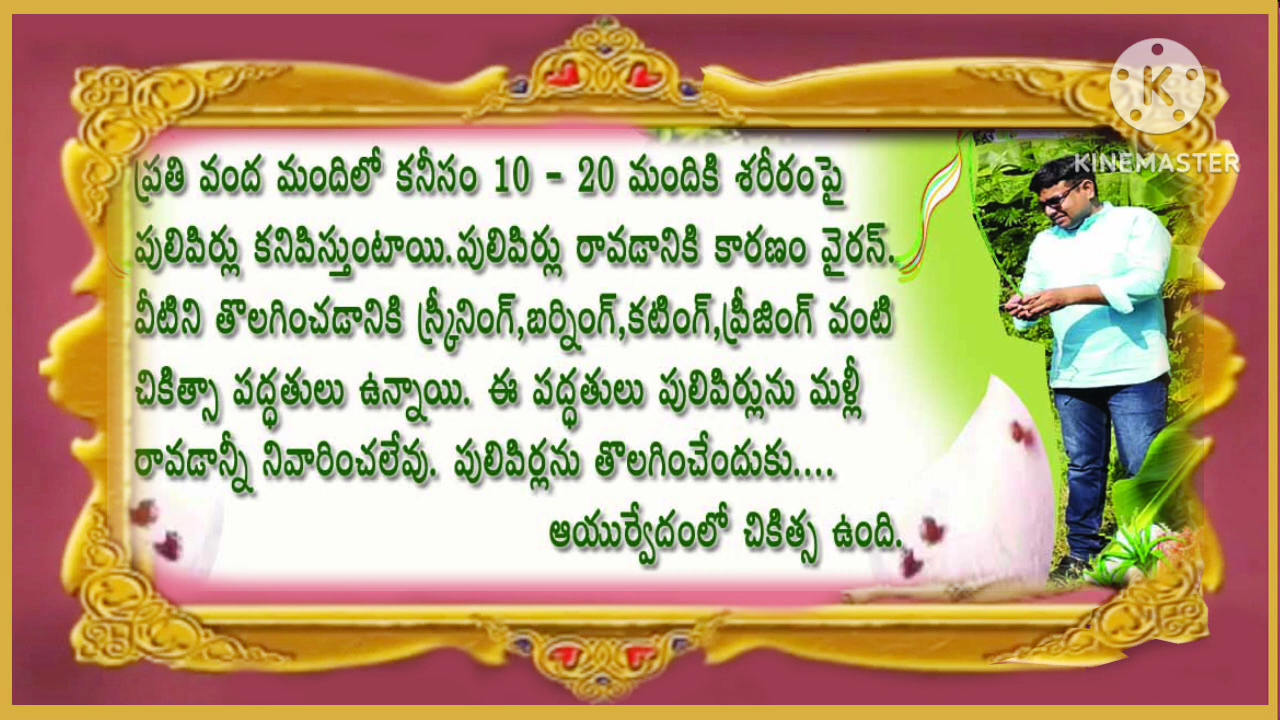 ప్రతి వంద మందిలో కనీసం 10 - 20 మందికి శరీరంపై
పులిపిర్లు కనిపిస్తుంటాయి.పులిపిర్లు రావడానికి కారణం వైరస్.
వీటిని తొలగించడానికి స్క్రీనింగ్,బర్నింగ్,కటింగ్,ప్రీజింగ్ వంటి
చికిత్సా పద్ధతులు ఉన్నాయి. ఈ పద్ధతులు పులిపిర్లును మళ్లీ
రావడాన్నీ నివారించలేవు. పులిపిర్లను తొలగించేందుకు....
ఆయుర్వేదంలో చికిత్స ఉంది.
KINEMASTER